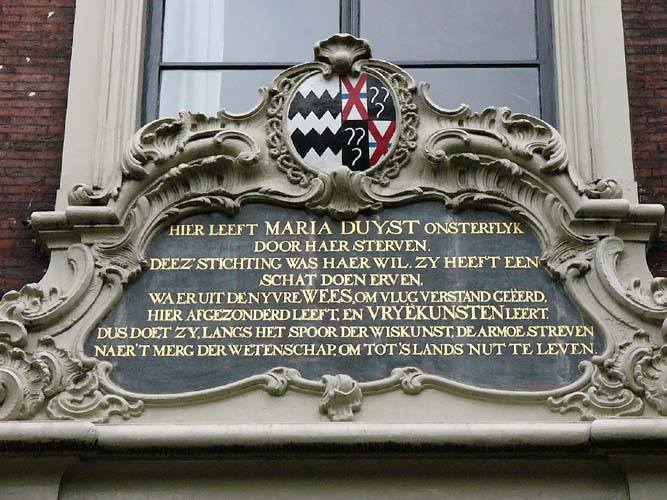 HIER LEEFT MARIA DUYST ONSTERFLYK
DOOR HAER STERVEN.
DEEZ' STICHTING WAS HAER WIL. ZY HEEFT EEN
SCHAT DOEN ERVEN,
WAER UIT DE NYVRE WEES, OM VLUG VERSTAND GEËERD,
HIER AFGEZONDERD LEEFT, EN VRYËKUNSTEN LEERT.
DUS DOET ZY, LANGS HET SPOOR DER WISKUNST, DE ARMOE STREVEN
NAER 'T MERG DER WETENSCHAP, OM TOT 'S LANDS NUT TE LEVEN.